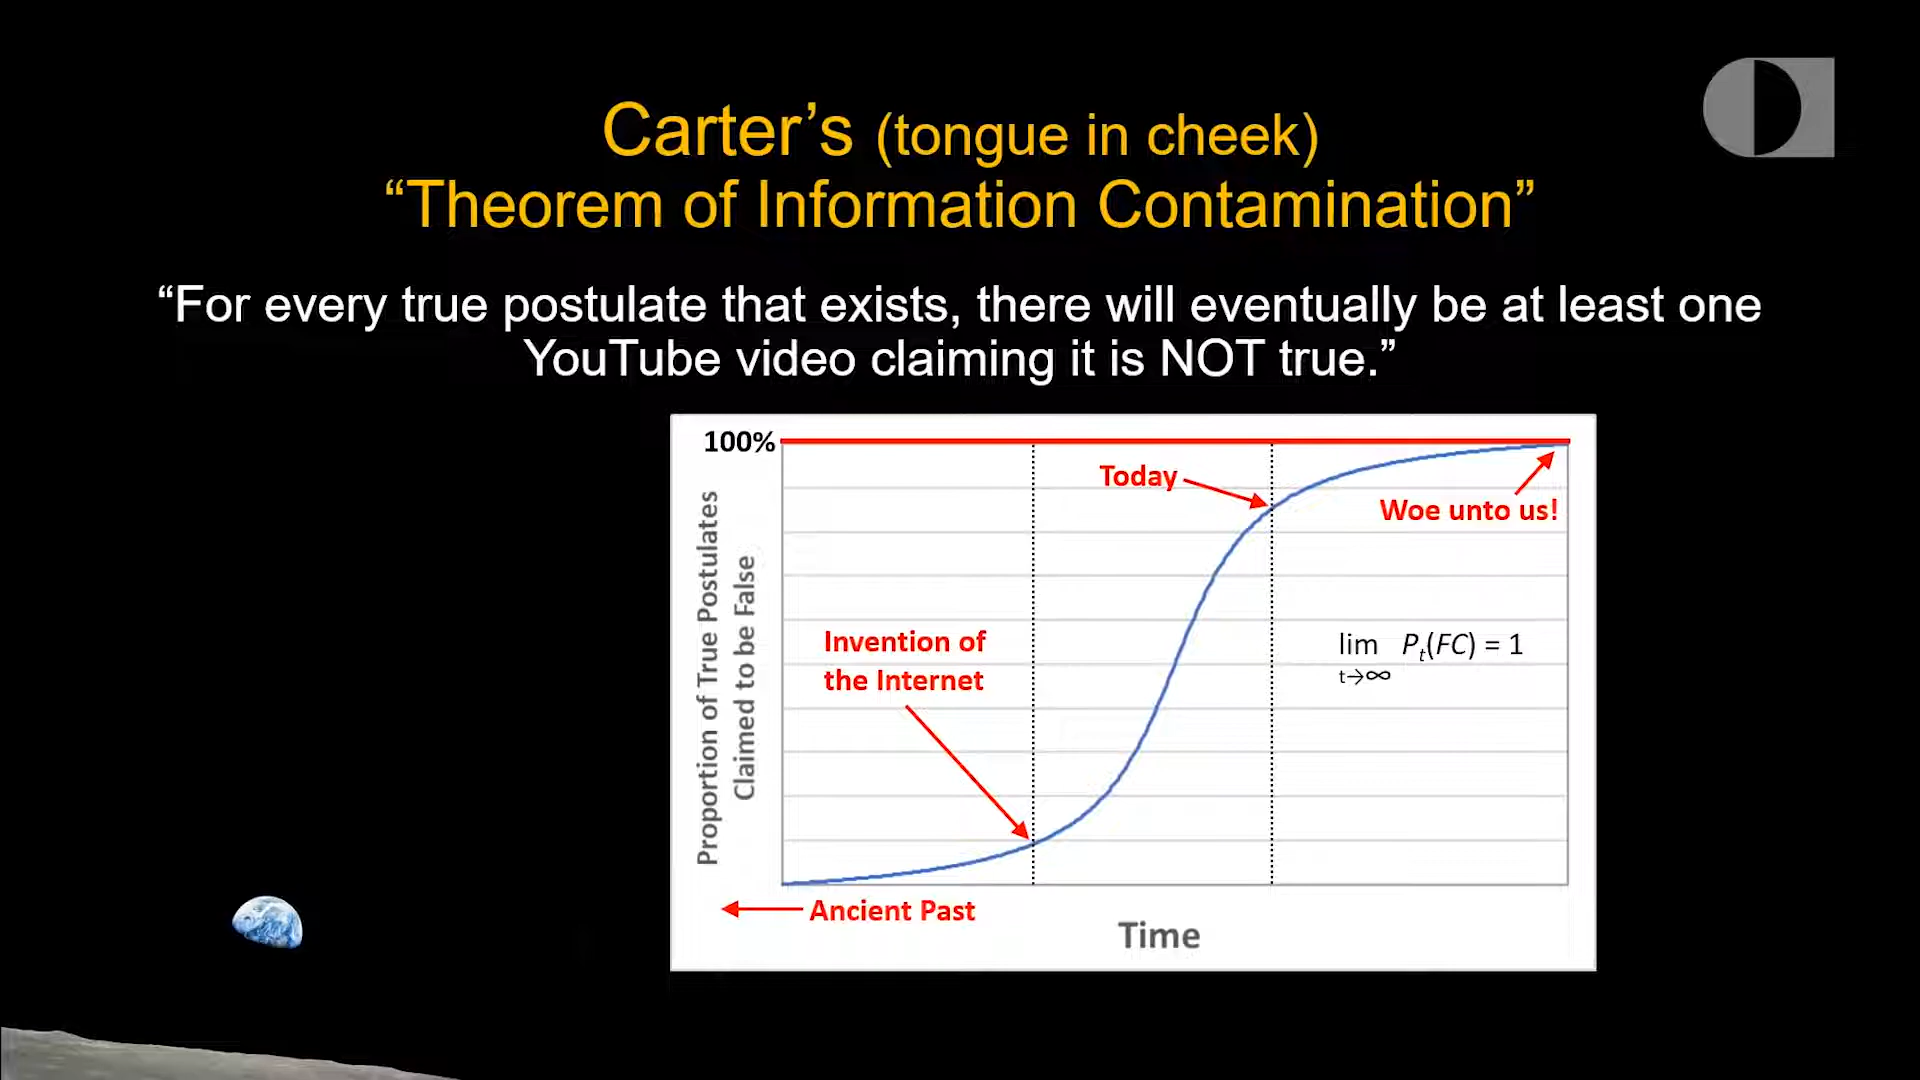 Carter’s (tongue in cheek)
“Theorem of Information Contamination”
“For every true postulate that exists, there will eventually be at least one
YouTube video claiming it is NOT true.”
100%
Proportion of True Postulates
Claimed to be False
Today
Woe unto us!
Invention of
the Internet
lim Pₜ(FC) = 1
t→∞
Ancient Past
Time